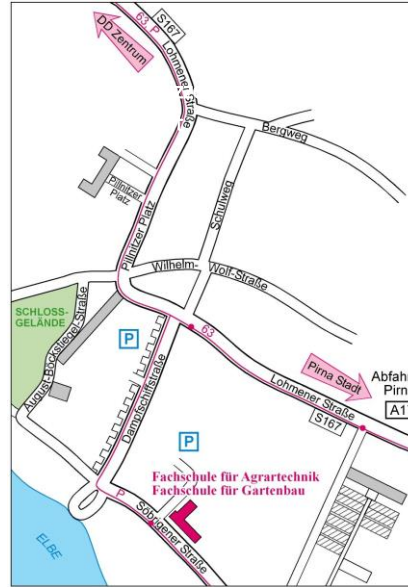 63, P
S167
DD Zentrum
Lohmener Straße
Bergweg
Pillnitzer
Platz
Pillnitzer Platz
Schulweg
Wilhelm-Wolf-Straße
SCHLOSS-
GELÄNDE
August-Böckstiegel-Straße
P
63
Dampfschiffstraße
Pirna Stadt
Abfah
Pirn
A1
Lohmener Straße
S167
P
Fachschule für Agrartechnik
Fachschule für Gartenbau
P
Söbrigener Straße
ELBE